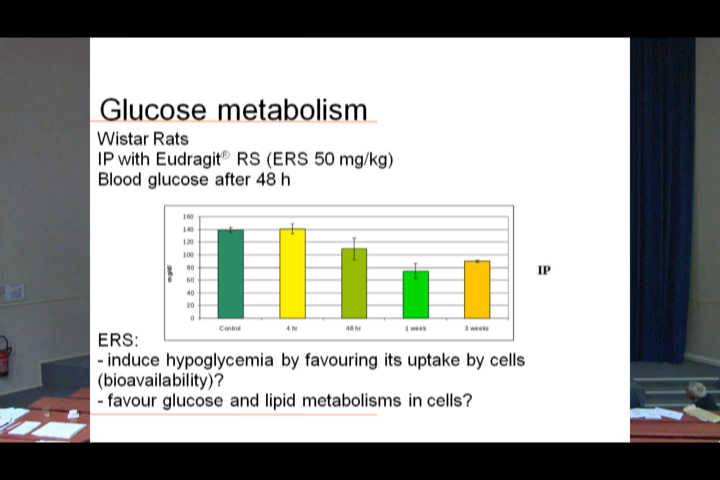 Glucose metabolism
Wistar Rats
IP with Eudragit® RS (ERS 50 mg/kg)
Blood glucose after 48 h
160
140
120
100
80
60
40
20
0
mg/dl
Control
4 hr
48 hr
1 week
3 weeks
IP
ERS:
- induce hypoglycemia by favouring its uptake by cells
(bioavailability)?
- favour glucose and lipid metabolisms in cells?